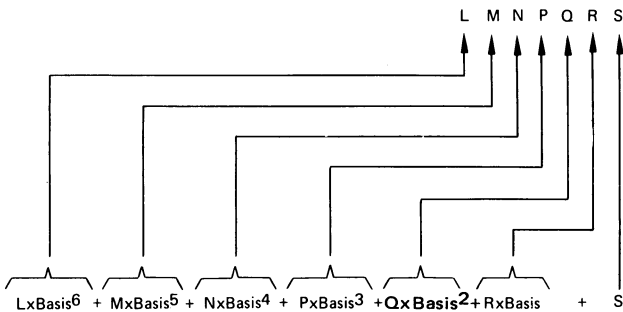 L M N P Q R S
LxBasis⁶ + MxBasis⁵ + NxBasis⁴ + PxBasis³ +QxBasis²+RxBasis + S